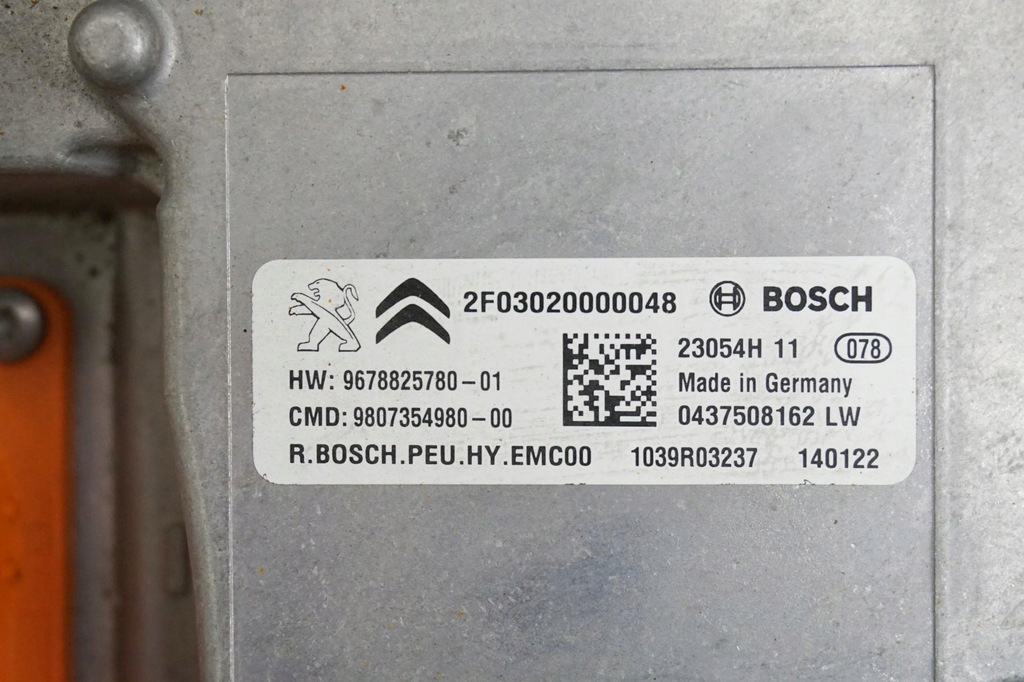 2F03020000048 BOSCH
23054H 11 078
HW: 9678825780-01 Made in Germany
CMD: 9807354980-00 0437508162 LW
R.BOSCH.PEU.HY.EMC00 1039R03237 140122